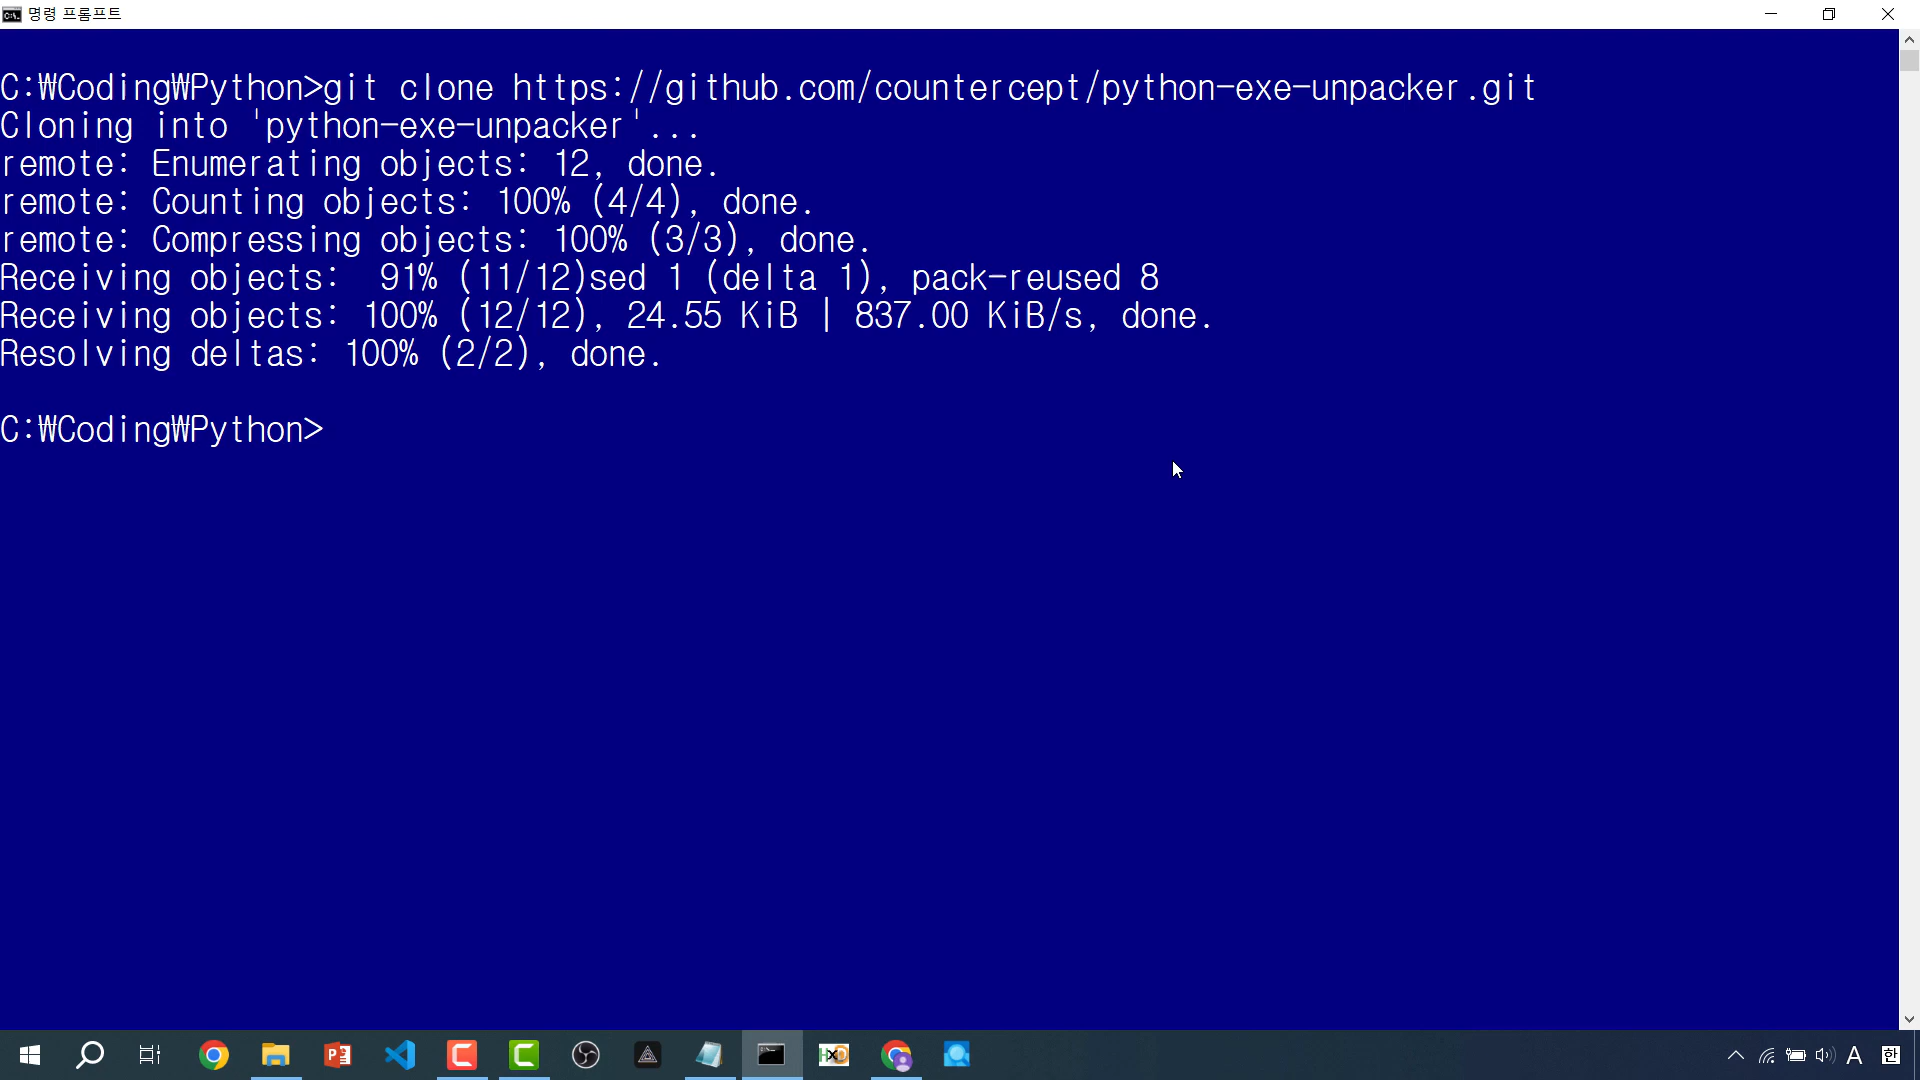 명령 프롬프트
C:₩Coding₩Python>git clone https://github.com/countercept/python-exe-unpacker.git
Cloning into 'python-exe-unpacker'...
remote: Enumerating objects: 12, done.
remote: Counting objects: 100% (4/4), done.
remote: Compressing objects: 100% (3/3), done.
Receiving objects:  91% (11/12)sed 1 (delta 1), pack-reused 8
Receiving objects: 100% (12/12), 24.55 KiB | 837.00 KiB/s, done.
Resolving deltas: 100% (2/2), done.
C:₩Coding₩Python>
A 한